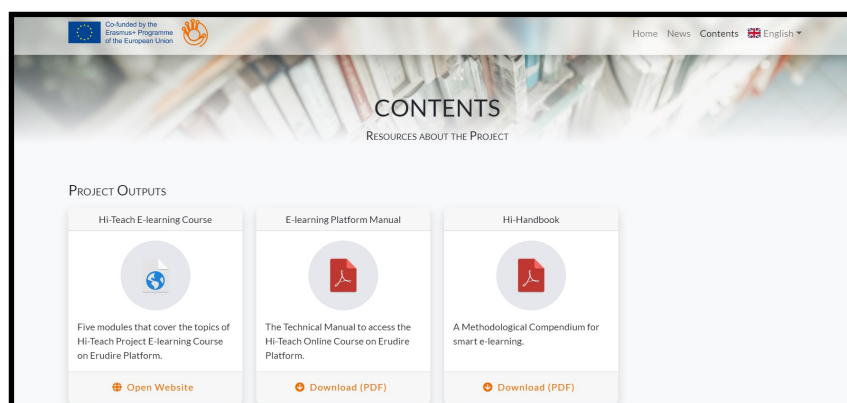 Co-funded by the
Erasmus+ Programme
of the European Union
Home News Contents English
CONTENTS
Resources about the Project
Project Outputs
Hi-Teach E-learning Course
Five modules that cover the topics of
Hi-Teach Project E-learning Course
on Erudire Platform.
Open Website
E-learning Platform Manual
The Technical Manual to access the
Hi-Teach Online Course on Erudire
Platform.
Download (PDF)
Hi-Handbook
A Methodological Compendium for
smart e-learning.
Download (PDF)